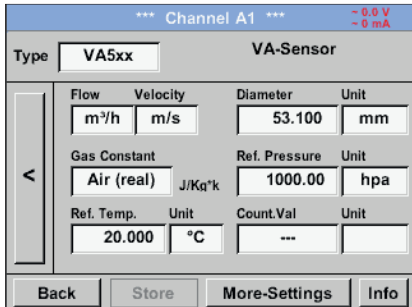 *** Channel A1 ***
~ 0.0 V
~ 0 mA
Type VA5xx VA-Sensor
Flow Velocity Diameter Unit
m³/h m/s 53.100 mm
<
Gas Constant Ref. Pressure Unit
Air (real) J/Kg*k 1000.00 hpa
Ref. Temp. Unit Count.Val Unit
20.000 °C ---
Back Store More-Settings Info